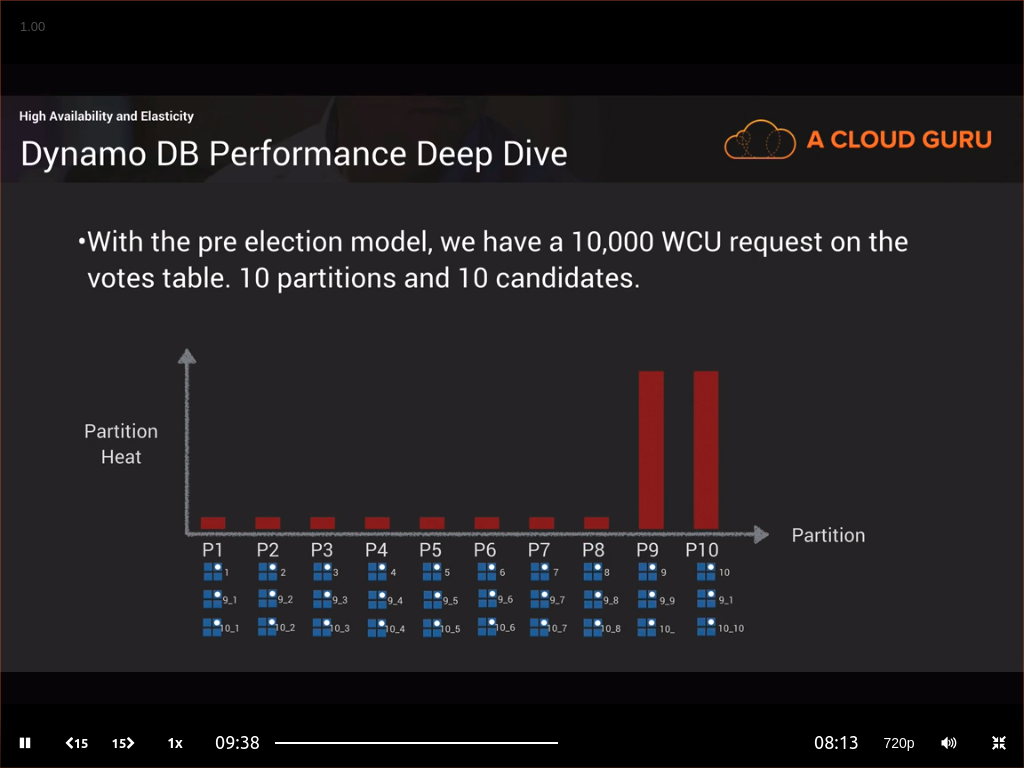 1.00
High Availability and Elasticity
Dynamo DB Performance Deep Dive
A CLOUD GURU
•With the pre election model, we have a 10,000 WCU request on the
votes table. 10 partitions and 10 candidates.
Partition
Heat
Partition
P1 P2 P3 P4 P5 P6 P7 P8 P9 P10
1 2 3 4 5 6 7 8 9 10
9_1 9_2 9_3 9_4 9_5 9_6 9_7 9_8 9_9 9_1
10_1 10_2 10_3 10_4 10_5 10_6 10_7 10_8 10_ 10_10
15 15 1x 09:38 08:13 720p